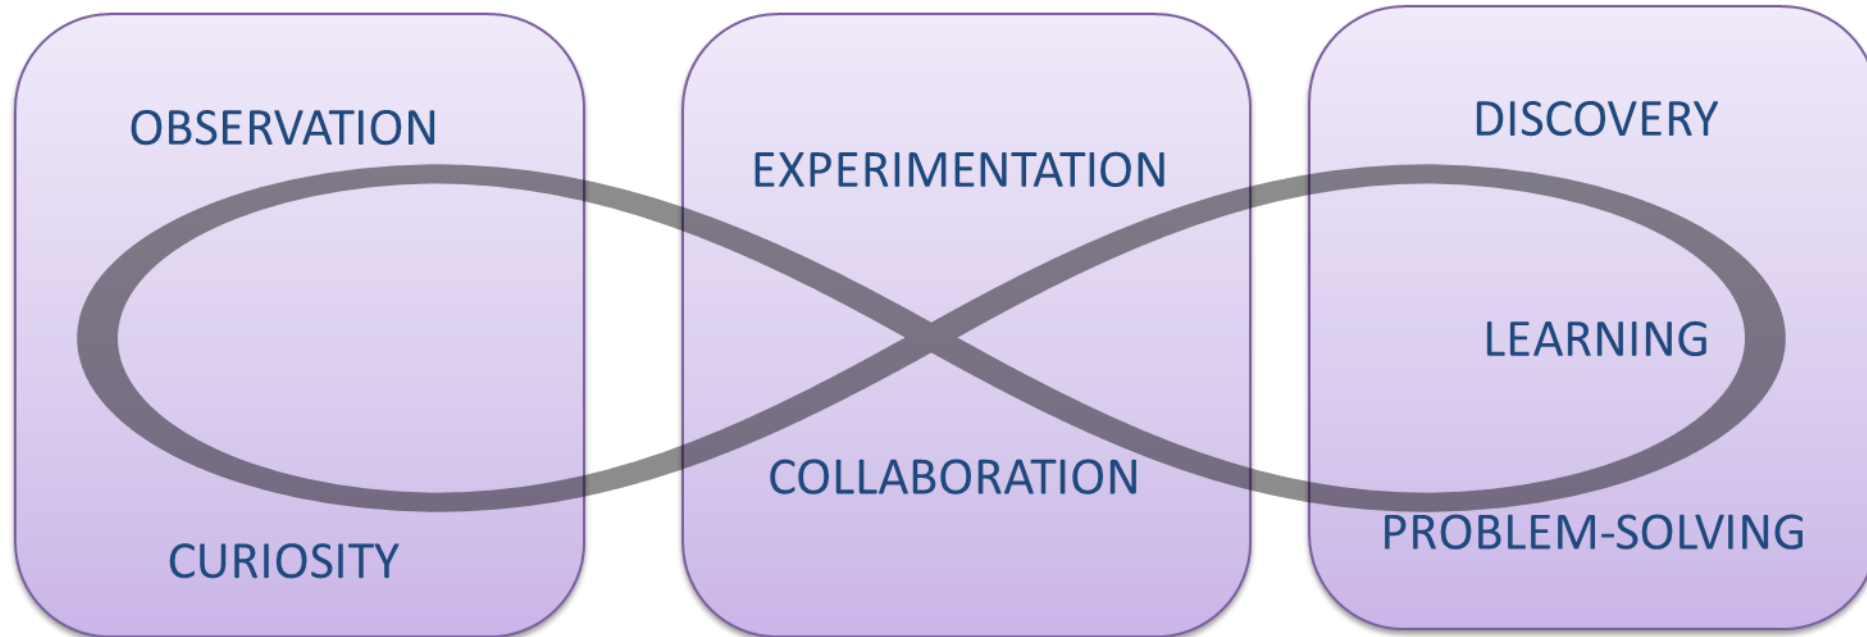 OBSERVATION
CURIOSITY
EXPERIMENTATION
COLLABORATION
DISCOVERY
LEARNING
PROBLEM-SOLVING